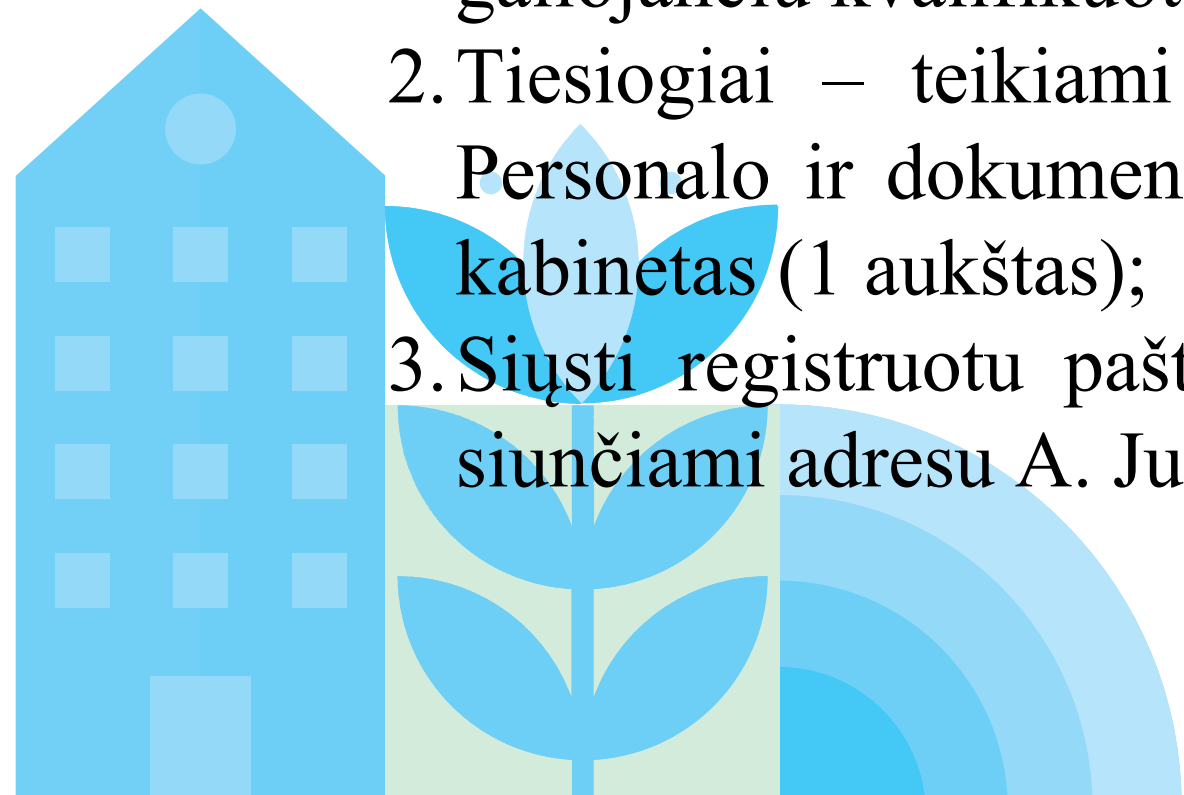 2. Tiesiogiai – teikiami
Personalo ir dokumen
kabinetas (1 aukštas);
3. Siųsti registruotu pašt
siunčiami adresu A. Ju